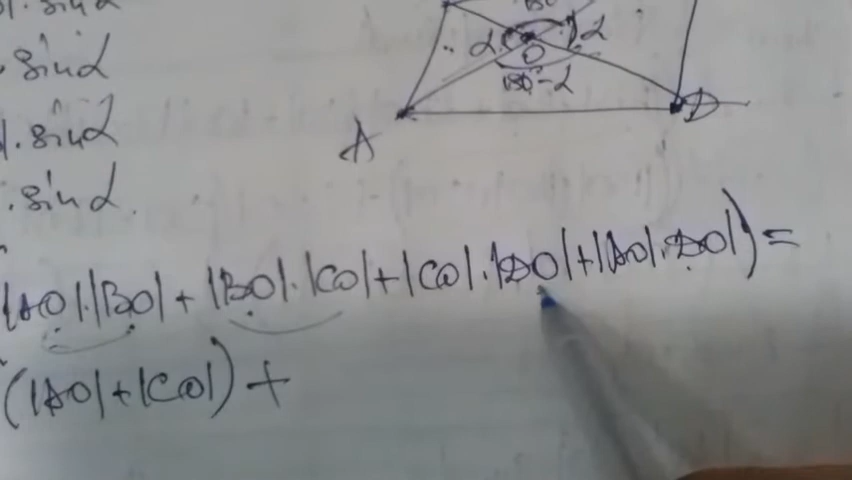 sinα
·sinα
|·sinα
·sinα.
α O α
180°-α
A D
|AO|·|BO|+|BO|·|CO|+|CO|·|DO|+|AO|·DO|)=
(|AO|+|CO|)+